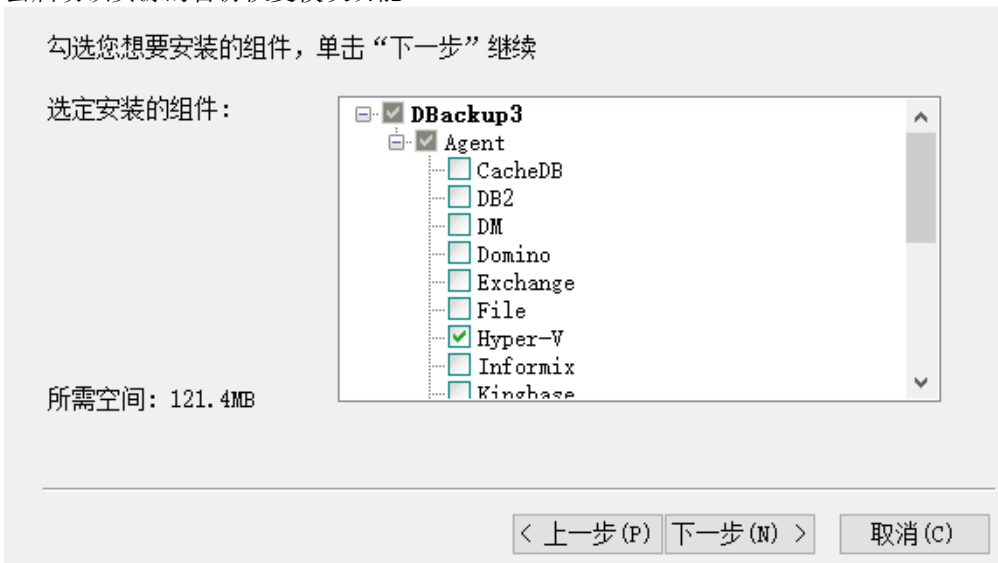 勾选您想要安装的组件，单击“下一步”继续
选定安装的组件：
DBackup3
Agent
CacheDB
DB2
DM
Domino
Exchange
File
Hyper-V
Informix
Kingbase
所需空间：121.4MB
< 上一步(P)
下一步(N) >
取消(C)